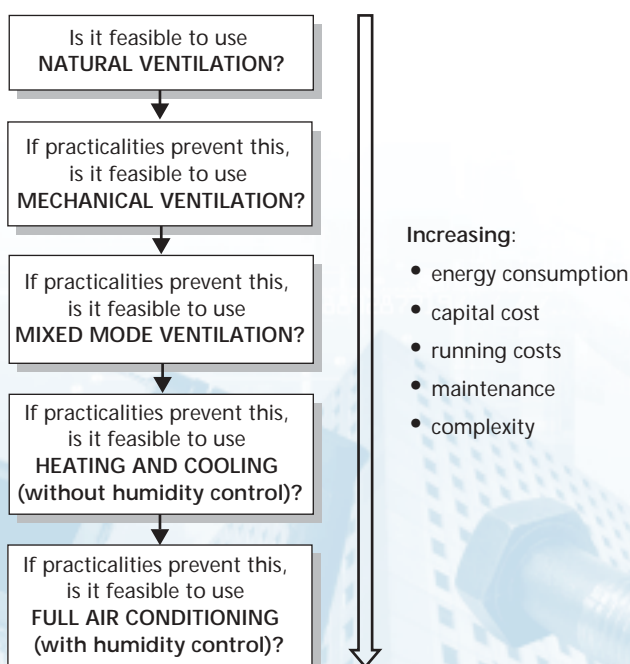 Is it feasible to use
NATURAL VENTILATION?
If practicalities prevent this,
is it feasible to use
MECHANICAL VENTILATION?
If practicalities prevent this,
is it feasible to use
MIXED MODE VENTILATION?
If practicalities prevent this,
is it feasible to use
HEATING AND COOLING
(without humidity control)?
If practicalities prevent this,
is it feasible to use
FULL AIR CONDITIONING
(with humidity control)?
Increasing:
• energy consumption
• capital cost
• running costs
• maintenance
• complexity